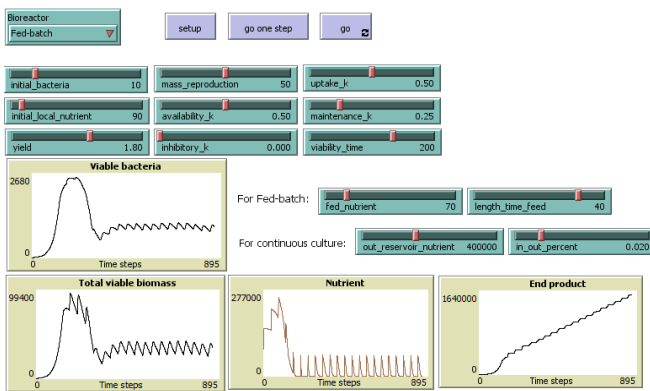 Bioreactor
Fed-batch
setup
go one step
go
initial_bacteria 10
mass_reproduction 50
uptake_k 0.50
initial_local_nutrient 90
availability_k 0.50
maintenance_k 0.25
yield 1.80
inhibitory_k 0.000
viability_time 200
Viable bacteria
2680
0
0 Time steps 895
For Fed-batch:
fed_nutrient 70
length_time_feed 40
For continuous culture:
out_reservoir_nutrient 400000
in_out_percent 0.020
Total viable biomass
99400
0
0 Time steps 895
Nutrient
277000
0
0 Time steps 895
End product
1640000
0
0 Time steps 895